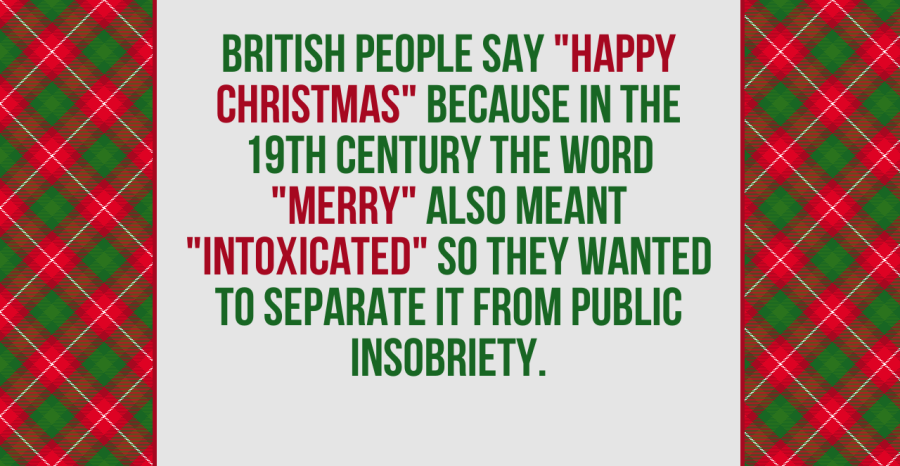 BRITISH PEOPLE SAY "HAPPY
CHRISTMAS" BECAUSE IN THE
19TH CENTURY THE WORD
"MERRY" ALSO MEANT
"INTOXICATED" SO THEY WANTED
TO SEPARATE IT FROM PUBLIC
INSOBRIETY.